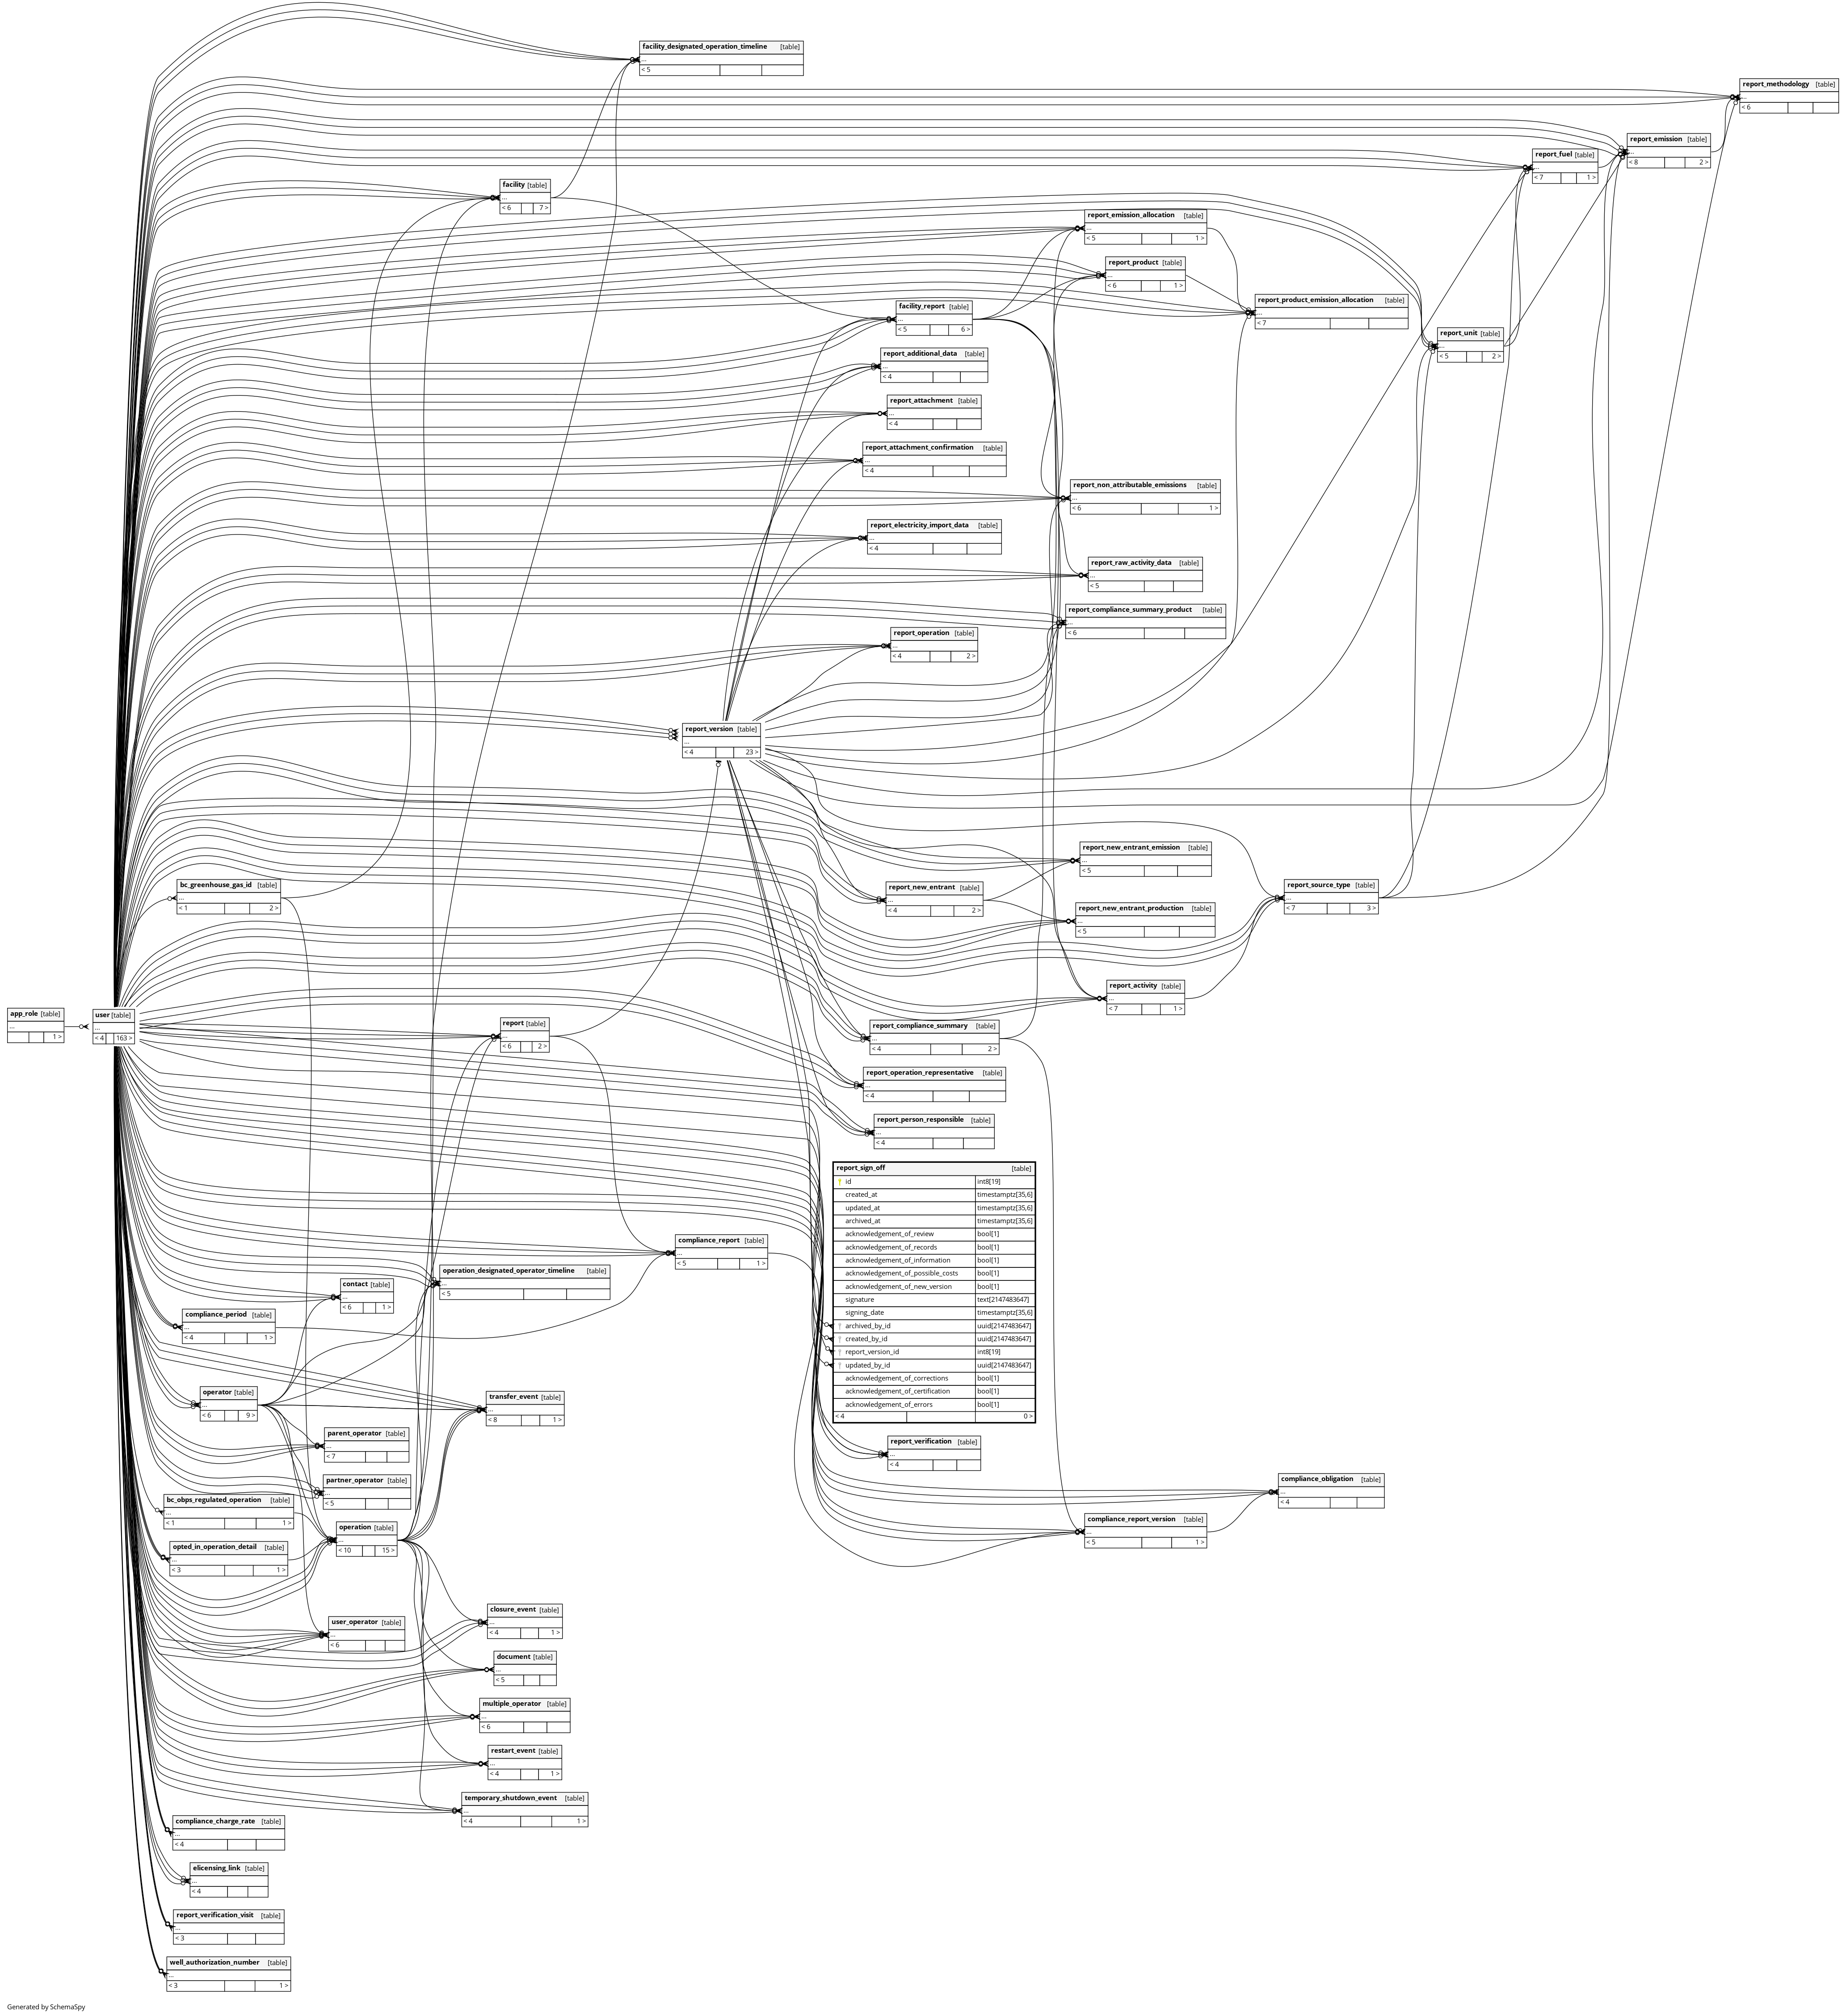 facility_designated_operation_timeline [table]
...
< 5
report_methodology [table]
...
< 6
report_emission [table]
...
< 8 2 >
report_fuel [table]
...
< 7 1 >
facility [table]
...
< 6 7 >
report_emission_allocation [table]
...
< 5 1 >
report_product [table]
...
< 6 1 >
report_product_emission_allocation [table]
...
< 7
facility_report [table]
...
< 5 6 >
report_unit [table]
...
< 5 2 >
report_additional_data [table]
...
< 4
report_attachment [table]
...
< 4
report_attachment_confirmation [table]
...
< 4
report_non_attributable_emissions [table]
...
< 6 1 >
report_electricity_import_data [table]
...
< 4
report_raw_activity_data [table]
...
< 5
report_compliance_summary_product [table]
...
< 6
report_operation [table]
...
< 4 2 >
report_version [table]
...
< 4 23 >
report_new_entrant_emission [table]
...
< 5
bc_greenhouse_gas_id [table]
...
< 1 2 >
report_new_entrant [table]
...
< 4 2 >
report_source_type [table]
...
< 7 3 >
report_new_entrant_production [table]
...
< 5
report_activity [table]
...
< 7 1 >
app_role [table]
...
1 >
user [table]
...
< 4 163 >
report [table]
...
< 6 2 >
report_compliance_summary [table]
...
< 4 2 >
report_operation_representative [table]
...
< 4
report_person_responsible [table]
...
< 4
report_sign_off [table]
id int8[19]
created_at timestamptz[35,6]
updated_at timestamptz[35,6]
archived_at timestamptz[35,6]
acknowledgement_of_review bool[1]
acknowledgement_of_records bool[1]
acknowledgement_of_information bool[1]
acknowledgement_of_possible_costs bool[1]
acknowledgement_of_new_version bool[1]
signature text[2147483647]
signing_date timestamptz[35,6]
archived_by_id uuid[2147483647]
created_by_id uuid[2147483647]
report_version_id int8[19]
updated_by_id uuid[2147483647]
acknowledgement_of_corrections bool[1]
acknowledgement_of_certification bool[1]
acknowledgement_of_errors bool[1]
< 4 0 >
compliance_report [table]
...
< 5 1 >
operation_designated_operator_timeline [table]
...
< 5
contact [table]
...
< 6 1 >
compliance_period [table]
...
< 4 1 >
operator [table]
...
< 6 9 >
transfer_event [table]
...
< 8 1 >
parent_operator [table]
...
< 7
report_verification [table]
...
< 4
partner_operator [table]
...
< 5
compliance_obligation [table]
...
< 4
bc_obps_regulated_operation [table]
...
< 1 1 >
compliance_report_version [table]
...
< 5 1 >
operation [table]
...
< 10 15 >
opted_in_operation_detail [table]
...
< 3 1 >
closure_event [table]
...
< 4 1 >
user_operator [table]
...
< 6
document [table]
...
< 5
multiple_operator [table]
...
< 6
restart_event [table]
...
< 4 1 >
temporary_shutdown_event [table]
...
< 4 1 >
compliance_charge_rate [table]
...
< 4
elicensing_link [table]
...
< 4
report_verification_visit [table]
...
< 3
well_authorization_number [table]
...
< 3 1 >
Generated by SchemaSpy